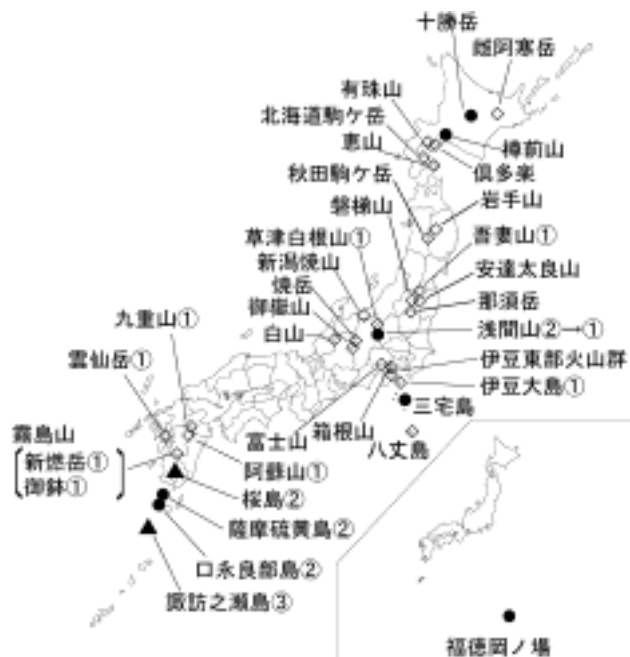 十勝岳
雌阿寒岳
有珠山
北海道駒ケ岳
恵山
樽前山
倶多楽
秋田駒ケ岳
岩手山
磐梯山
吾妻山①
草津白根山①
安達太良山
新潟焼山
焼岳
那須岳
御嶽山
浅間山②→①
白山
九重山①
伊豆東部火山群
雲仙岳①
伊豆大島①
三宅島
箱根山
八丈島
富士山
霧島山
新燃岳①
御鉢①
阿蘇山①
桜島②
薩摩硫黄島②
口永良部島②
諏訪之瀬島③
福徳岡ノ場